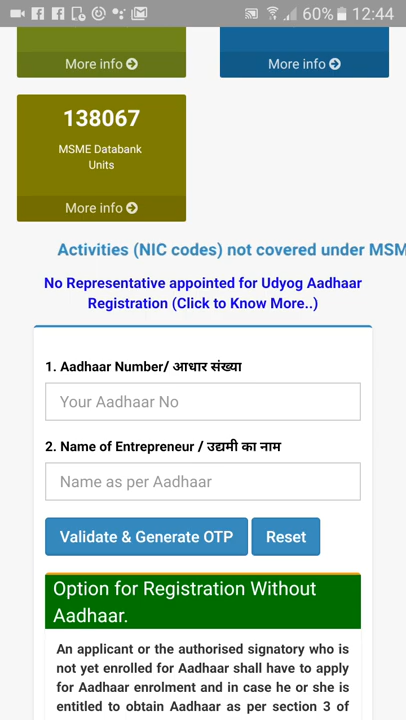 60% 12:44
More info
More info
138067
MSME Databank
Units
More info
Activities (NIC codes) not covered under MSM
No Representative appointed for Udyog Aadhaar
Registration (Click to Know More..)
1. Aadhaar Number/ आधार संख्या
Your Aadhaar No
2. Name of Entrepreneur / उद्यमी का नाम
Name as per Aadhaar
Validate & Generate OTP Reset
Option for Registration Without
Aadhaar.
An applicant or the authorised signatory who is
not yet enrolled for Aadhaar shall have to apply
for Aadhaar enrolment and in case he or she is
entitled to obtain Aadhaar as per section 3 of